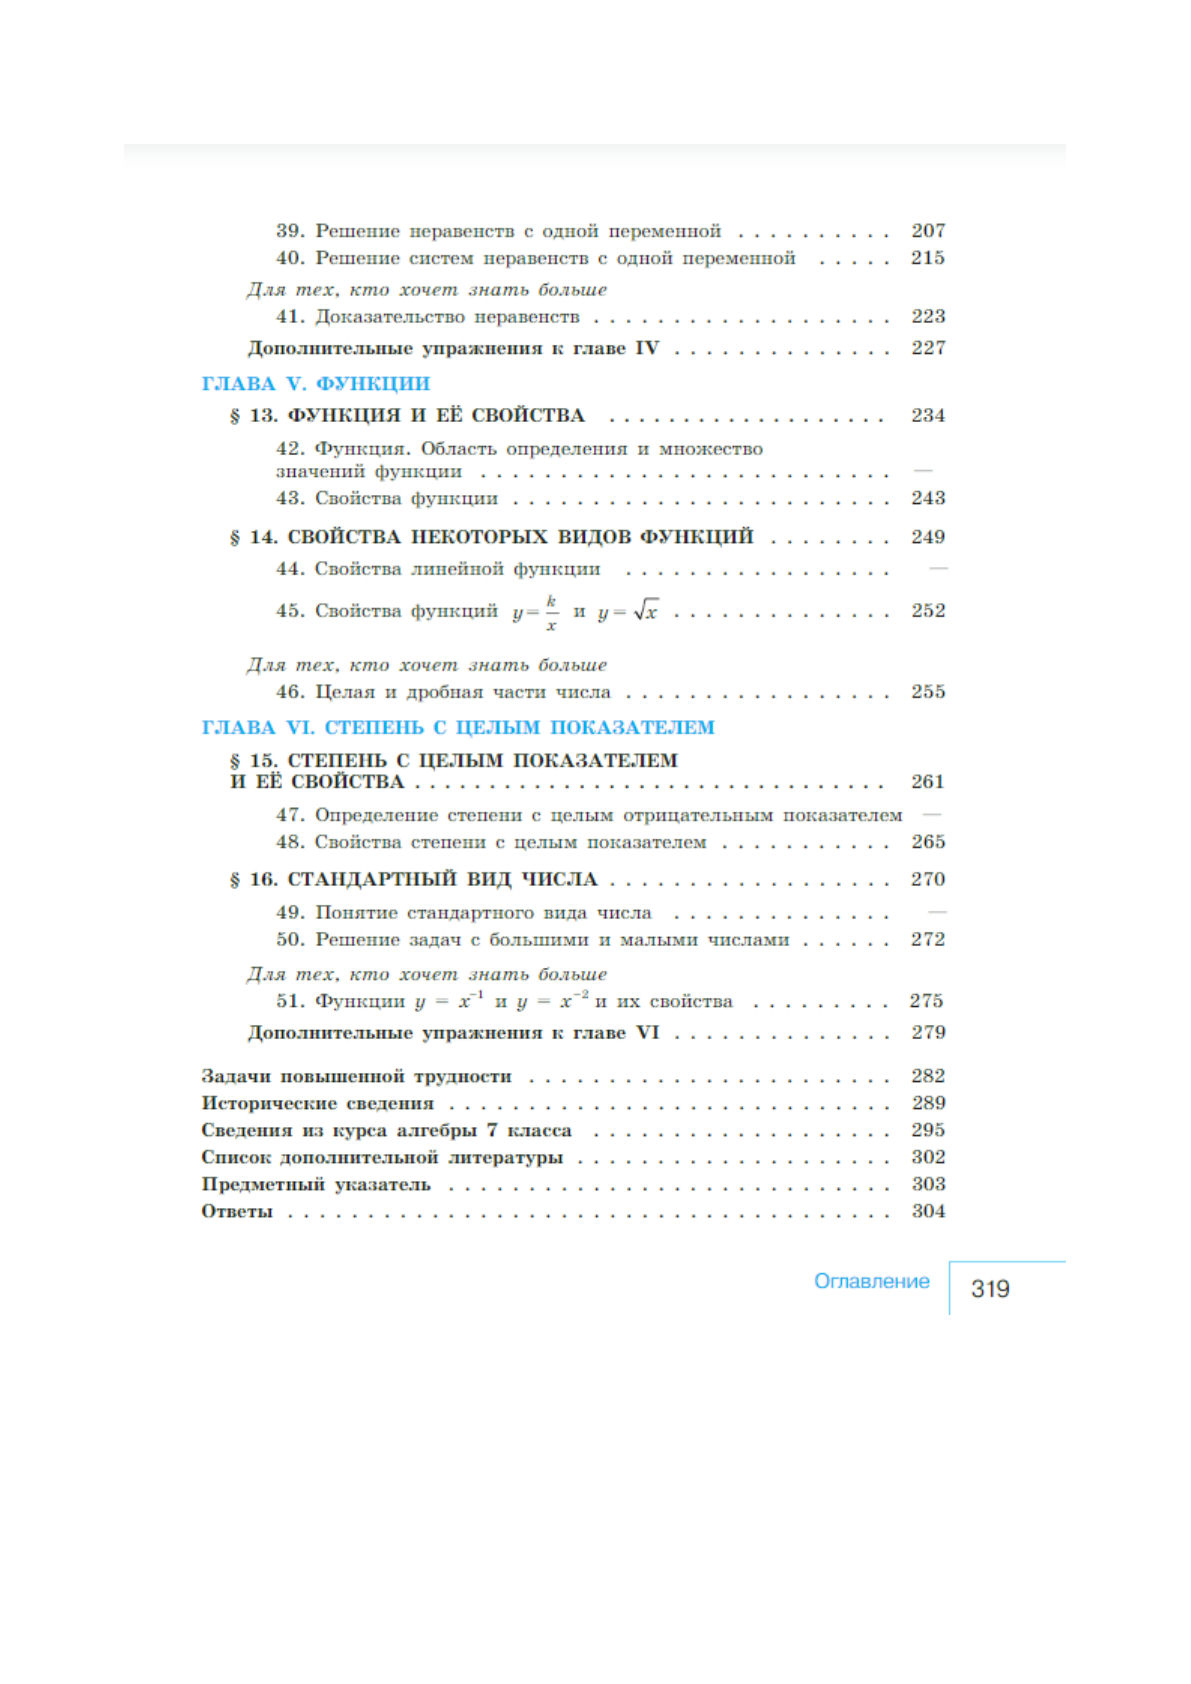 39. Решение неравенств с одной переменной . . . . . . . . . . 207
40. Решение систем неравенств с одной переменной . . . . . 215
Для тех, кто хочет знать больше
41. Доказательство неравенств . . . . . . . . . . . . . . . . . . . 223
Дополнительные упражнения к главе IV . . . . . . . . . . . . . . 227
ГЛАВА V. ФУНКЦИИ
§ 13. ФУНКЦИЯ И ЕЁ СВОЙСТВА . . . . . . . . . . . . . . . . . . 234
42. Функция. Область определения и множество
значений функции . . . . . . . . . . . . . . . . . . . . . . . . . . —
43. Свойства функции . . . . . . . . . . . . . . . . . . . . . . . . 243
§ 14. СВОЙСТВА НЕКОТОРЫХ ВИДОВ ФУНКЦИЙ . . . . . . . . 249
44. Свойства линейной функции . . . . . . . . . . . . . . . . . —
45. Свойства функций y = k/x и y = √x . . . . . . . . . . . . . . 252
Для тех, кто хочет знать больше
46. Целая и дробная части числа . . . . . . . . . . . . . . . . . 255
ГЛАВА VI. СТЕПЕНЬ С ЦЕЛЫМ ПОКАЗАТЕЛЕМ
§ 15. СТЕПЕНЬ С ЦЕЛЫМ ПОКАЗАТЕЛЕМ
И ЕЁ СВОЙСТВА . . . . . . . . . . . . . . . . . . . . . . . . . . . . . . 261
47. Определение степени с целым отрицательным показателем —
48. Свойства степени с целым показателем . . . . . . . . . . . 265
§ 16. СТАНДАРТНЫЙ ВИД ЧИСЛА . . . . . . . . . . . . . . . . . . 270
49. Понятие стандартного вида числа . . . . . . . . . . . . . . —
50. Решение задач с большими и малыми числами . . . . . . 272
Для тех, кто хочет знать больше
51. Функции y = x⁻¹ и y = x⁻² и их свойства . . . . . . . . . 275
Дополнительные упражнения к главе VI . . . . . . . . . . . . . . 279
Задачи повышенной трудности . . . . . . . . . . . . . . . . . . . . . . . 282
Исторические сведения . . . . . . . . . . . . . . . . . . . . . . . . . . . . 289
Сведения из курса алгебры 7 класса . . . . . . . . . . . . . . . . . . . 295
Список дополнительной литературы . . . . . . . . . . . . . . . . . . . . 302
Предметный указатель . . . . . . . . . . . . . . . . . . . . . . . . . . . . 303
Ответы . . . . . . . . . . . . . . . . . . . . . . . . . . . . . . . . . . . . . . 304
Оглавление 319